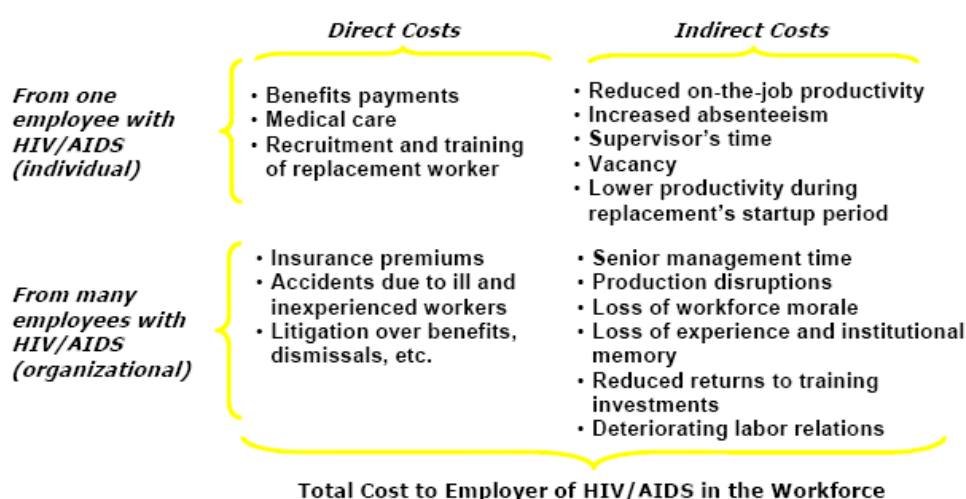 Direct Costs
Indirect Costs
From one
employee with
HIV/AIDS
(individual)
• Benefits payments
• Medical care
• Recruitment and training
of replacement worker
• Reduced on-the-job productivity
• Increased absenteeism
• Supervisor's time
• Vacancy
• Lower productivity during
replacement's startup period
From many
employees with
HIV/AIDS
(organizational)
• Insurance premiums
• Accidents due to ill and
inexperienced workers
• Litigation over benefits,
dismissals, etc.
• Senior management time
• Production disruptions
• Loss of workforce morale
• Loss of experience and institutional
memory
• Reduced returns to training
investments
• Deteriorating labor relations
Total Cost to Employer of HIV/AIDS in the Workforce